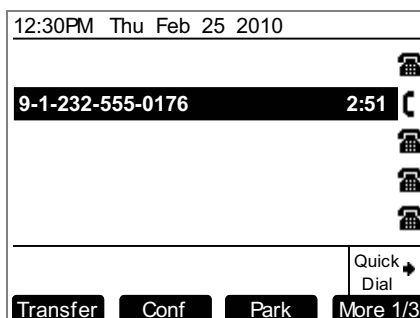 12:30PM Thu Feb 25 2010
9-1-232-555-0176 2:51
Quick
Dial
Transfer Conf Park More 1/3